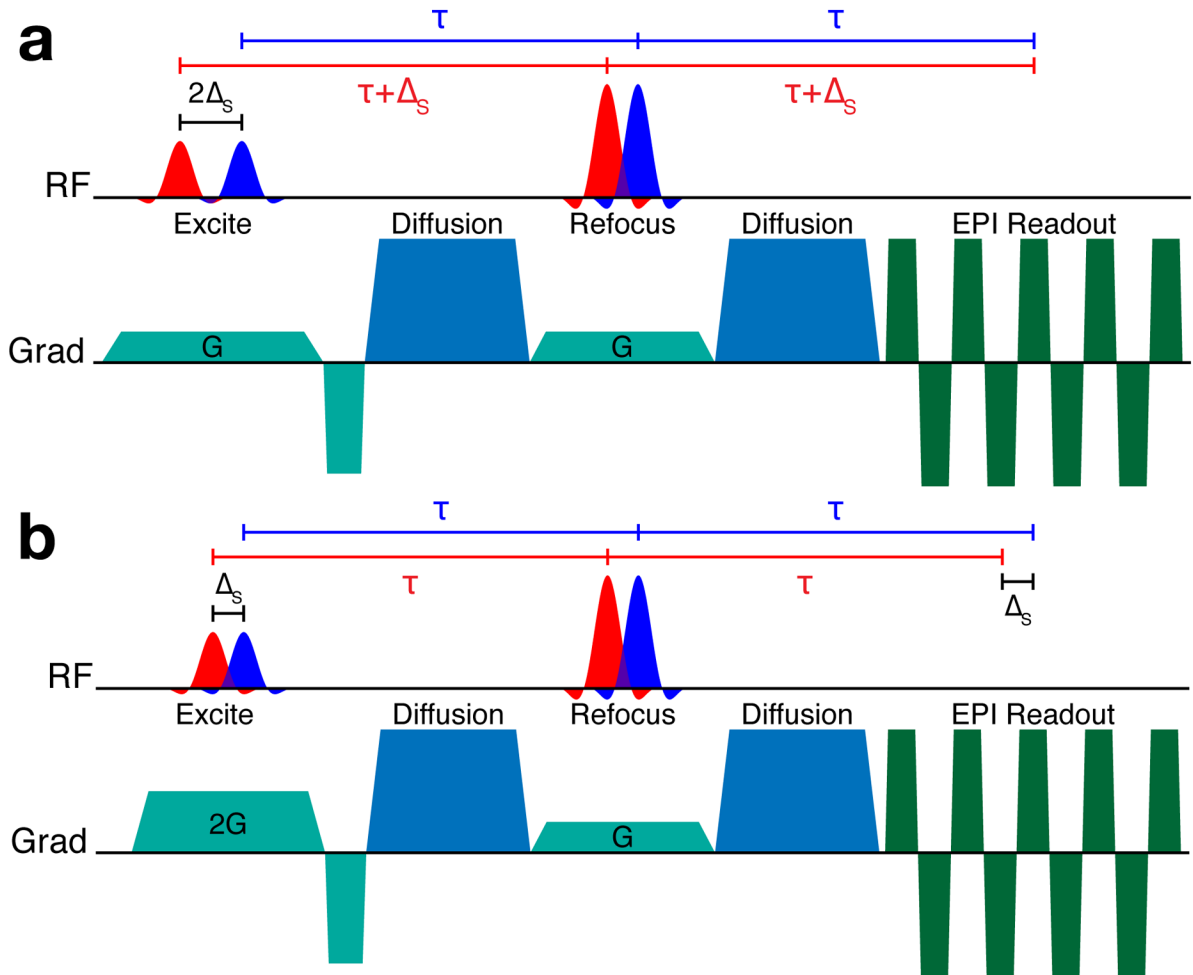 a
τ τ
τ+Δs τ+Δs
2Δs
RF
Excite Diffusion Refocus Diffusion EPI Readout
Grad G G
b
τ τ
τ τ
Δs Δs
RF
Excite Diffusion Refocus Diffusion EPI Readout
Grad 2G G